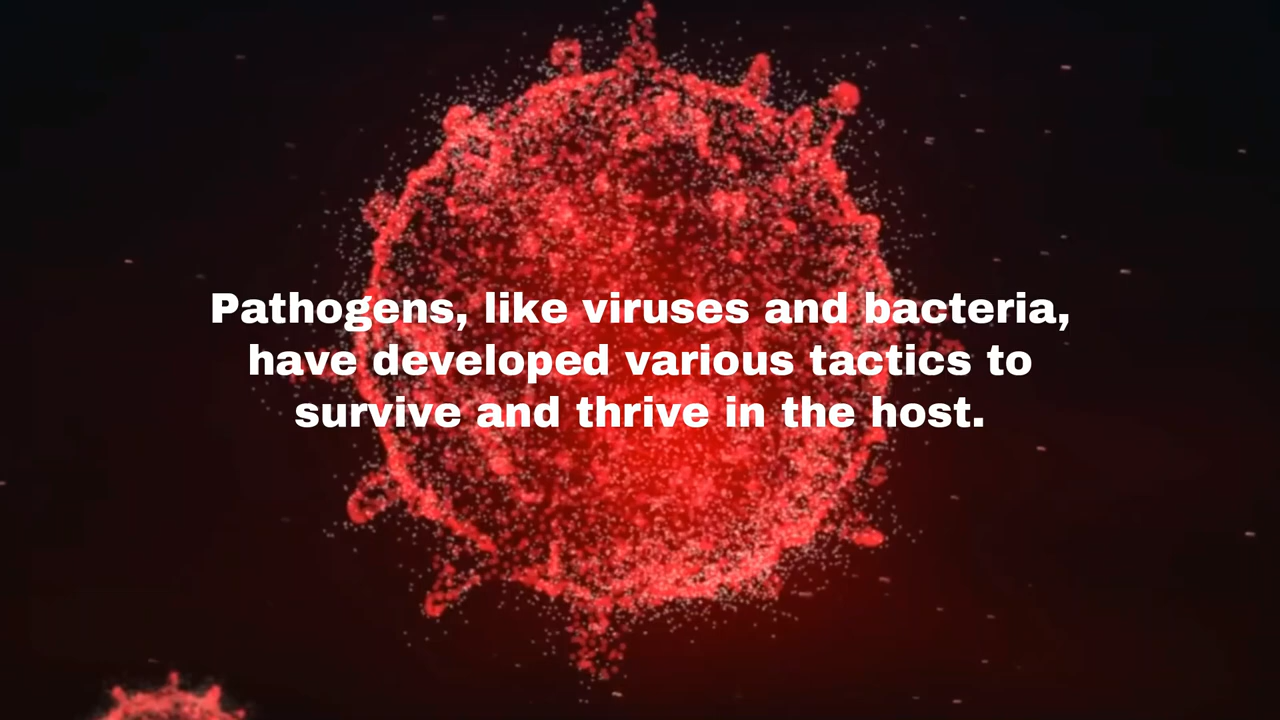 Pathogens, like viruses and bacteria,
have developed various tactics to
survive and thrive in the host.